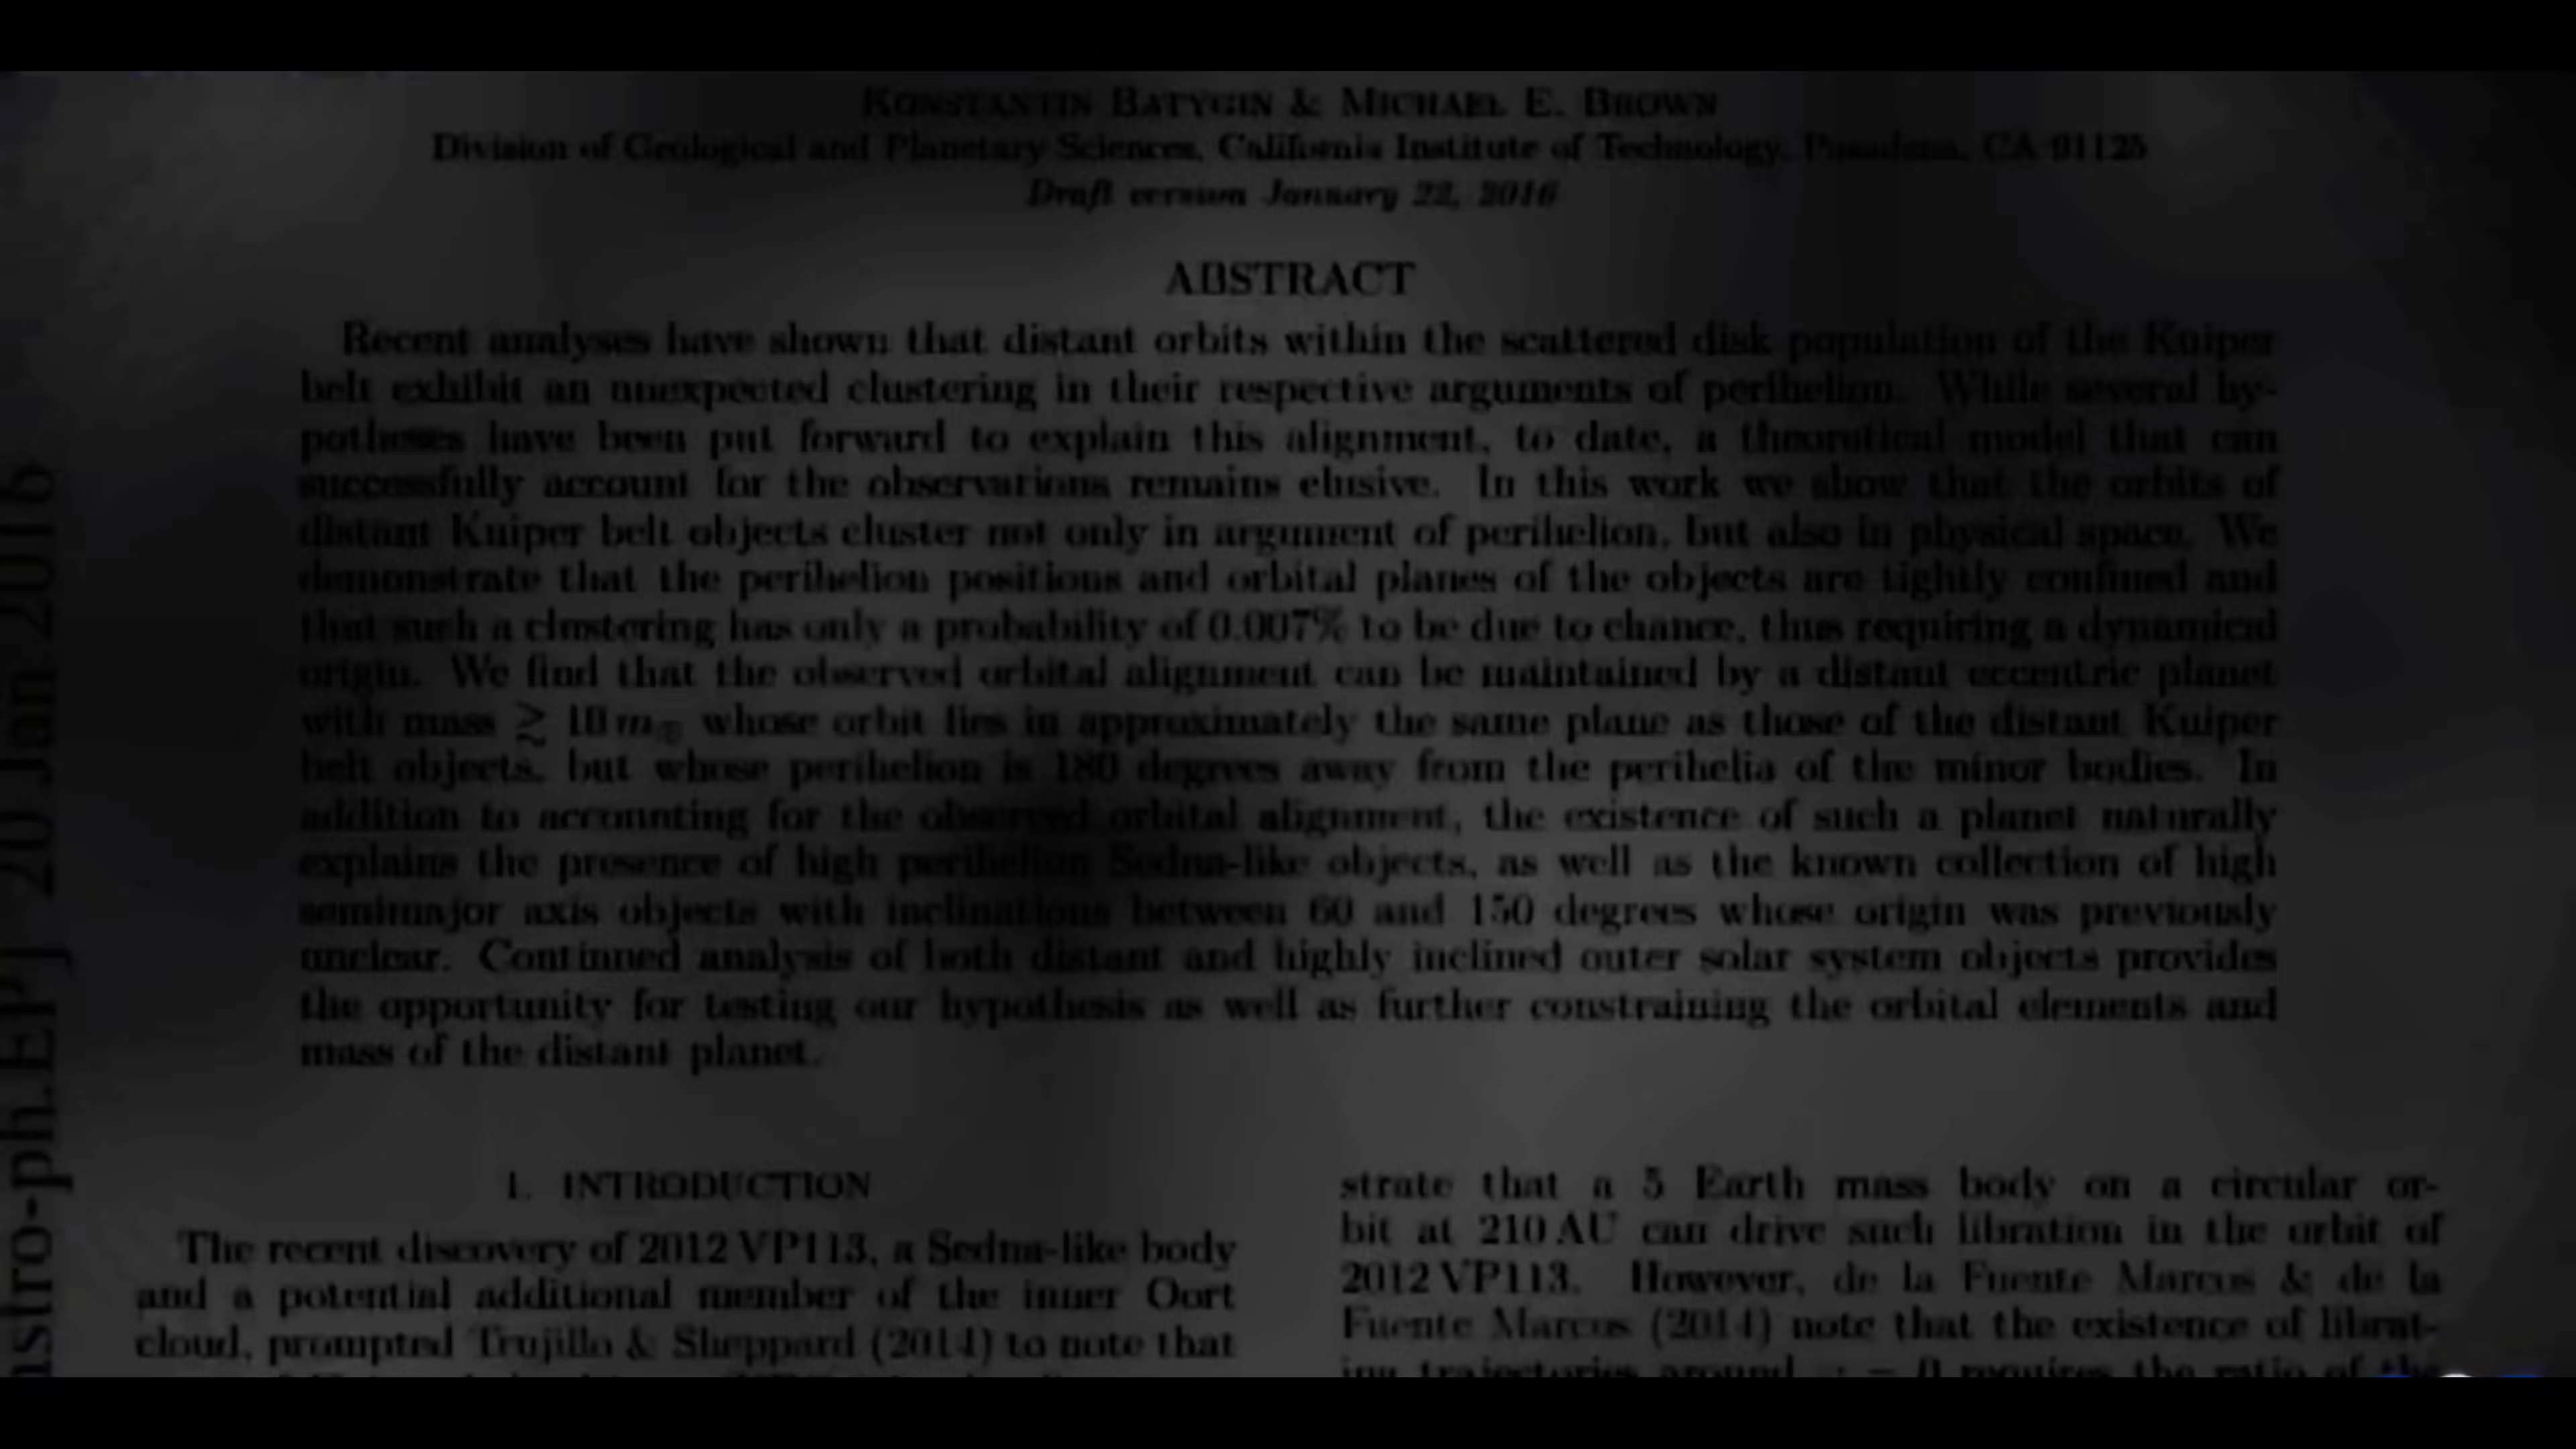 KONSTANTIN BATYGIN & MICHAEL E. BROWN
Division of Geological and Planetary Sciences, California Institute of Technology, Pasadena, CA 91125
Draft version January 22, 2016
ABSTRACT
Recent analyses have shown that distant orbits within the scattered disk population of the Kuiper
belt exhibit an unexpected clustering in their respective arguments of perihelion. While several hy-
potheses have been put forward to explain this alignment, to date, a theoretical model that can
successfully account for the observations remains elusive. In this work we show that the orbits of
distant Kuiper belt objects cluster not only in argument of perihelion, but also in physical space. We
demonstrate that the perihelion positions and orbital planes of the objects are tightly confined and
that such a clustering has only a probability of 0.007% to be due to chance, thus requiring a dynamical
origin. We find that the observed orbital alignment can be maintained by a distant eccentric planet
with mass ≳ 10 m⊕ whose orbit lies in approximately the same plane as those of the distant Kuiper
belt objects, but whose perihelion is 180 degrees away from the perihelia of the minor bodies. In
addition to accounting for the observed orbital alignment, the existence of such a planet naturally
explains the presence of high perihelion Sedna-like objects, as well as the known collection of high
semimajor axis objects with inclinations between 60 and 150 degrees whose origin was previously
unclear. Continued analysis of both distant and highly inclined outer solar system objects provides
the opportunity for testing our hypothesis as well as further constraining the orbital elements and
mass of the distant planet.
1. INTRODUCTION
The recent discovery of 2012 VP113, a Sedna-like body
and a potential additional member of the inner Oort
cloud, prompted Trujillo & Sheppard (2014) to note that
strate that a 5 Earth mass body on a circular or-
bit at 210 AU can drive such libration in the orbit of
2012 VP113. However, de la Fuente Marcos & de la
Fuente Marcos (2014) note that the existence of librat-
ing trajectories around = 0 requires the ratio of the
stro-ph.EP] 20 Jan 2016